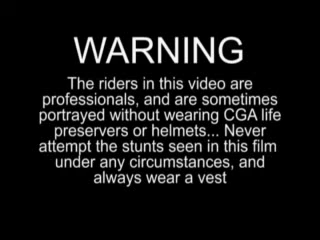 WARNING
The riders in this video are
professionals, and are sometimes
portrayed without wearing CGA life
preservers or helmets... Never
attempt the stunts seen in this film
under any circumstances, and
always wear a vest